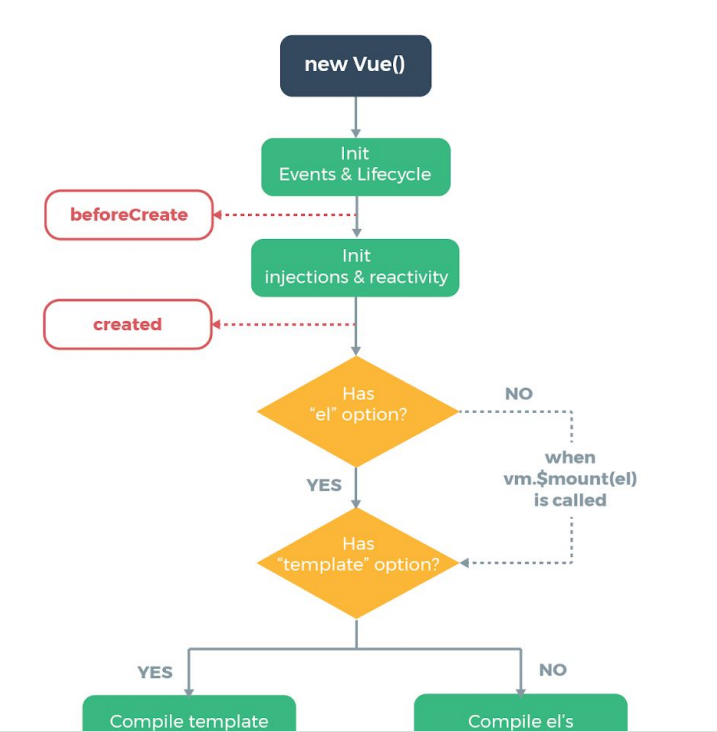 new Vue()
Init
Events & Lifecycle
beforeCreate
Init
injections & reactivity
created
Has
“el” option?
NO
when
vm.$mount(el)
is called
YES
Has
“template” option?
YES
NO
Compile template
Compile el’s